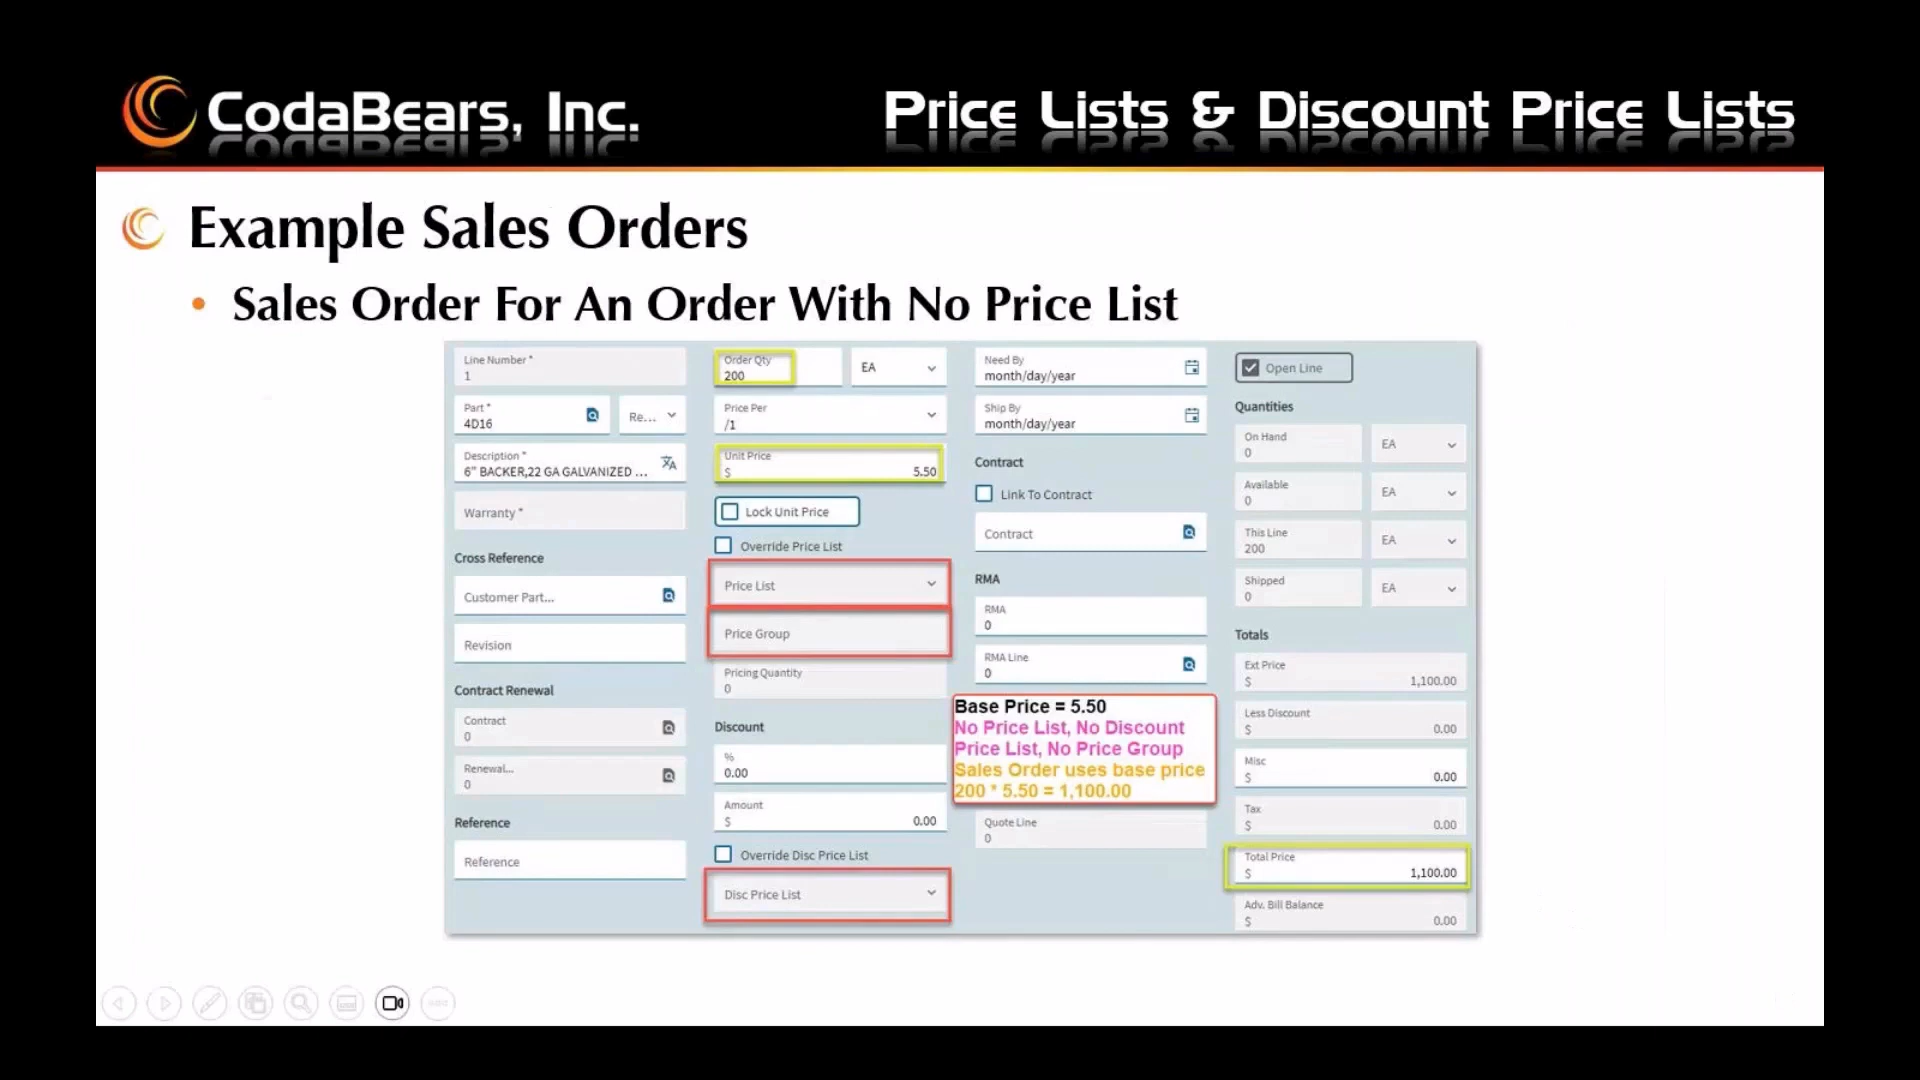 CodaBears, Inc.
Price Lists & Discount Price Lists
Example Sales Orders
• Sales Order For An Order With No Price List
Line Number *
1
Part *
4D16
Re...
Description *
6" BACKER,22 GA GALVANIZED ...
Warranty *
Cross Reference
Customer Part...
Revision
Contract Renewal
Contract
0
Renewal...
0
Reference
Reference
Order Qty
200
EA
Price Per
/1
Unit Price
$ 5.50
Lock Unit Price
Override Price List
Price List
Price Group
Pricing Quantity
0
Discount
%
0.00
Amount
$ 0.00
Override Disc Price List
Disc Price List
Need By
month/day/year
Ship By
month/day/year
Contract
Link To Contract
Contract
RMA
RMA
0
RMA Line
0
Base Price = 5.50
No Price List, No Discount
Price List, No Price Group
Sales Order uses base price
200 * 5.50 = 1,100.00
Quote Line
0
Open Line
Quantities
On Hand
0
EA
Available
0
EA
This Line
200
EA
Shipped
0
EA
Totals
Ext Price
$ 1,100.00
Less Discount
$ 0.00
Misc
$ 0.00
Tax
$ 0.00
Total Price
$ 1,100.00
Adv. Bill Balance
$ 0.00